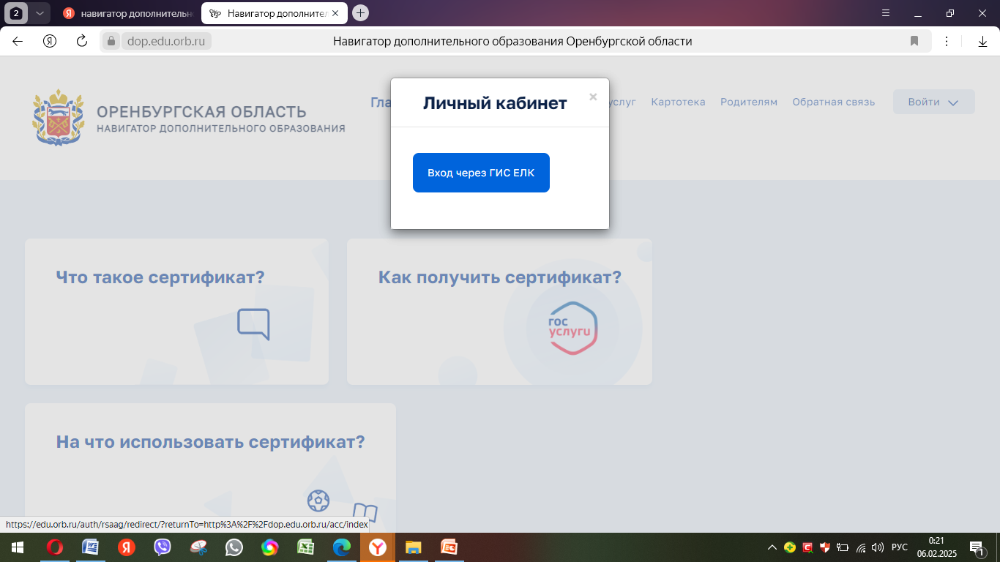 2
навигатор дополнительн
Навигатор дополнител
dop.edu.orb.ru
Навигатор дополнительного образования Оренбургской области
ОРЕНБУРГСКАЯ ОБЛАСТЬ
НАВИГАТОР ДОПОЛНИТЕЛЬНОГО ОБРАЗОВАНИЯ
Гла
услуг
Картотека
Родителям
Обратная связь
Войти
Личный кабинет
×
Вход через ГИС ЕЛК
Что такое сертификат?
Как получить сертификат?
гос
услуги
На что использовать сертификат?
https://edu.orb.ru/auth/rsaag/redirect/?returnTo=http%3A%2F%2Fdop.edu.orb.ru/acc/index
РУС
0:21
06.02.2025
1